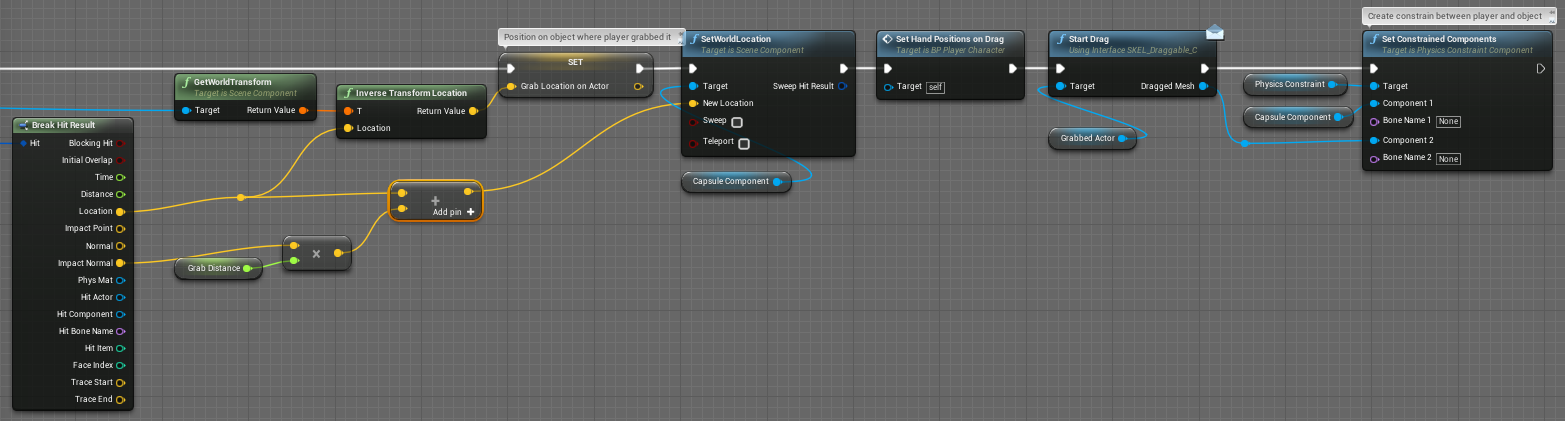 Create constrain between player and object
Position on object where player grabbed it
SET
Grab Location on Actor
SetWorldLocation
Target is Scene Component
Target
Sweep Hit Result
New Location
Sweep
Teleport
Set Hand Positions on Drag
Target is BP Player Character
Target
self
Start Drag
Using Interface SKEL_Draggable_C
Target
Dragged Mesh
Set Constrained Components
Target is Physics Constraint Component
Target
Component 1
Bone Name 1
None
Component 2
Bone Name 2
None
Physics Constraint
Capsule Component
Grabbed Actor
Capsule Component
GetWorldTransform
Target is Scene Component
Target
Return Value
Inverse Transform Location
T
Return Value
Location
Break Hit Result
Hit
Blocking Hit
Initial Overlap
Time
Distance
Location
Impact Point
Normal
Impact Normal
Phys Mat
Hit Actor
Hit Component
Hit Bone Name
Hit Item
Face Index
Trace Start
Trace End
Add pin
Grab Distance